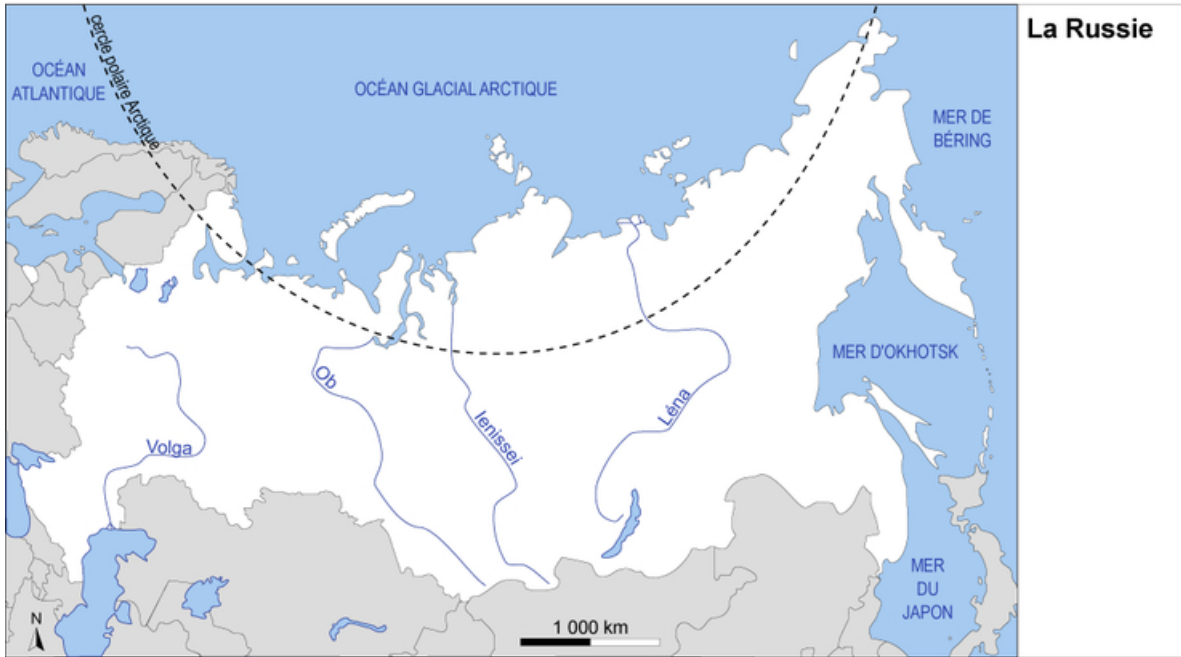 La Russie
cercle polaire Arctique
OCÉAN
ATLANTIQUE
OCÉAN GLACIAL ARCTIQUE
MER DE
BÉRING
MER D'OKHOTSK
Ob
Ienissei
Léna
Volga
MER
DU
JAPON
N
1 000 km